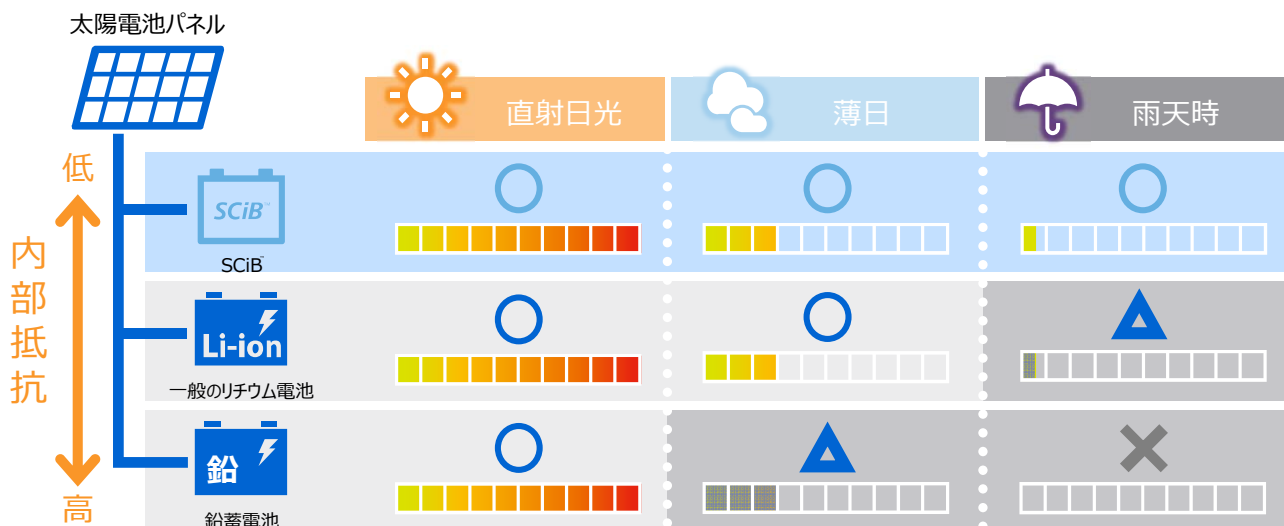 太陽電池パネル
直射日光
薄日
雨天時
低
内部抵抗
高
SCiB™
SCiB™
Li-ion
一般のリチウム電池
鉛
鉛蓄電池